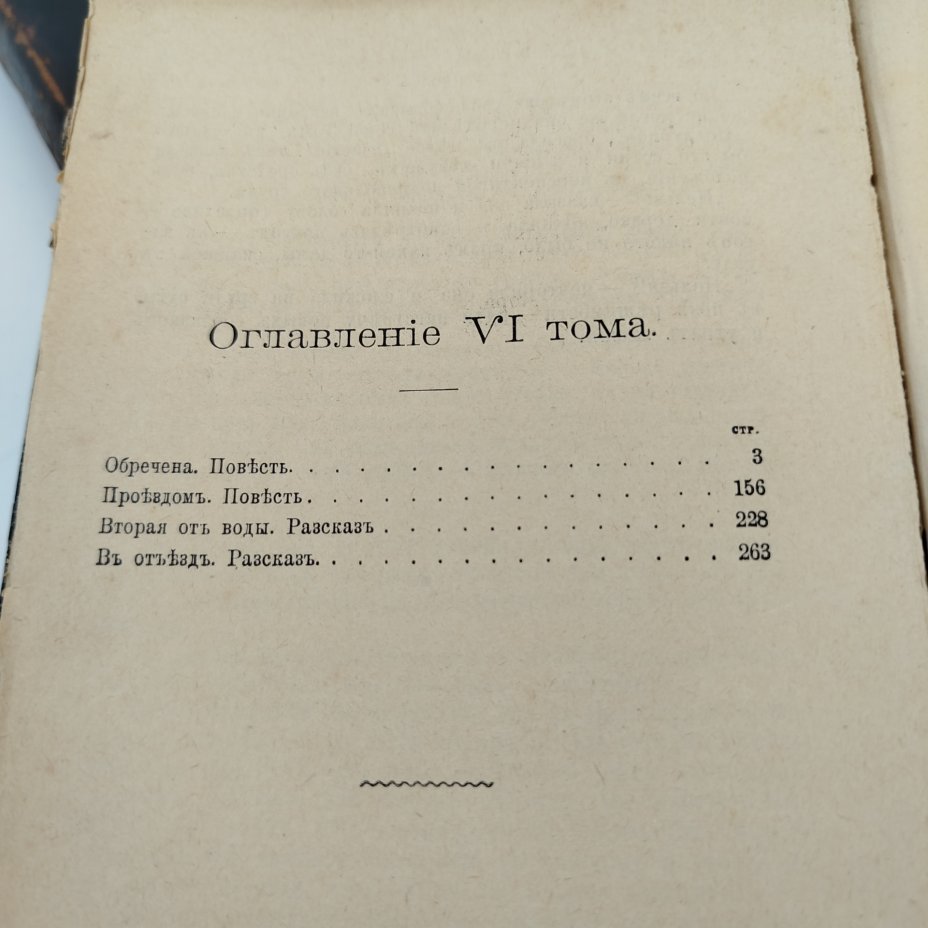 Оглавленіе VI тома.
стр.
Обречена. Повѣсть. . . . . . . . . . . . . . . . . 3
Проѣздомъ. Повѣсть. . . . . . . . . . . . . . . . 156
Вторая отъ воды. Разсказъ . . . . . . . . . . . . . 228
Въ отъѣздъ. Разсказъ. . . . . . . . . . . . . . . . 263